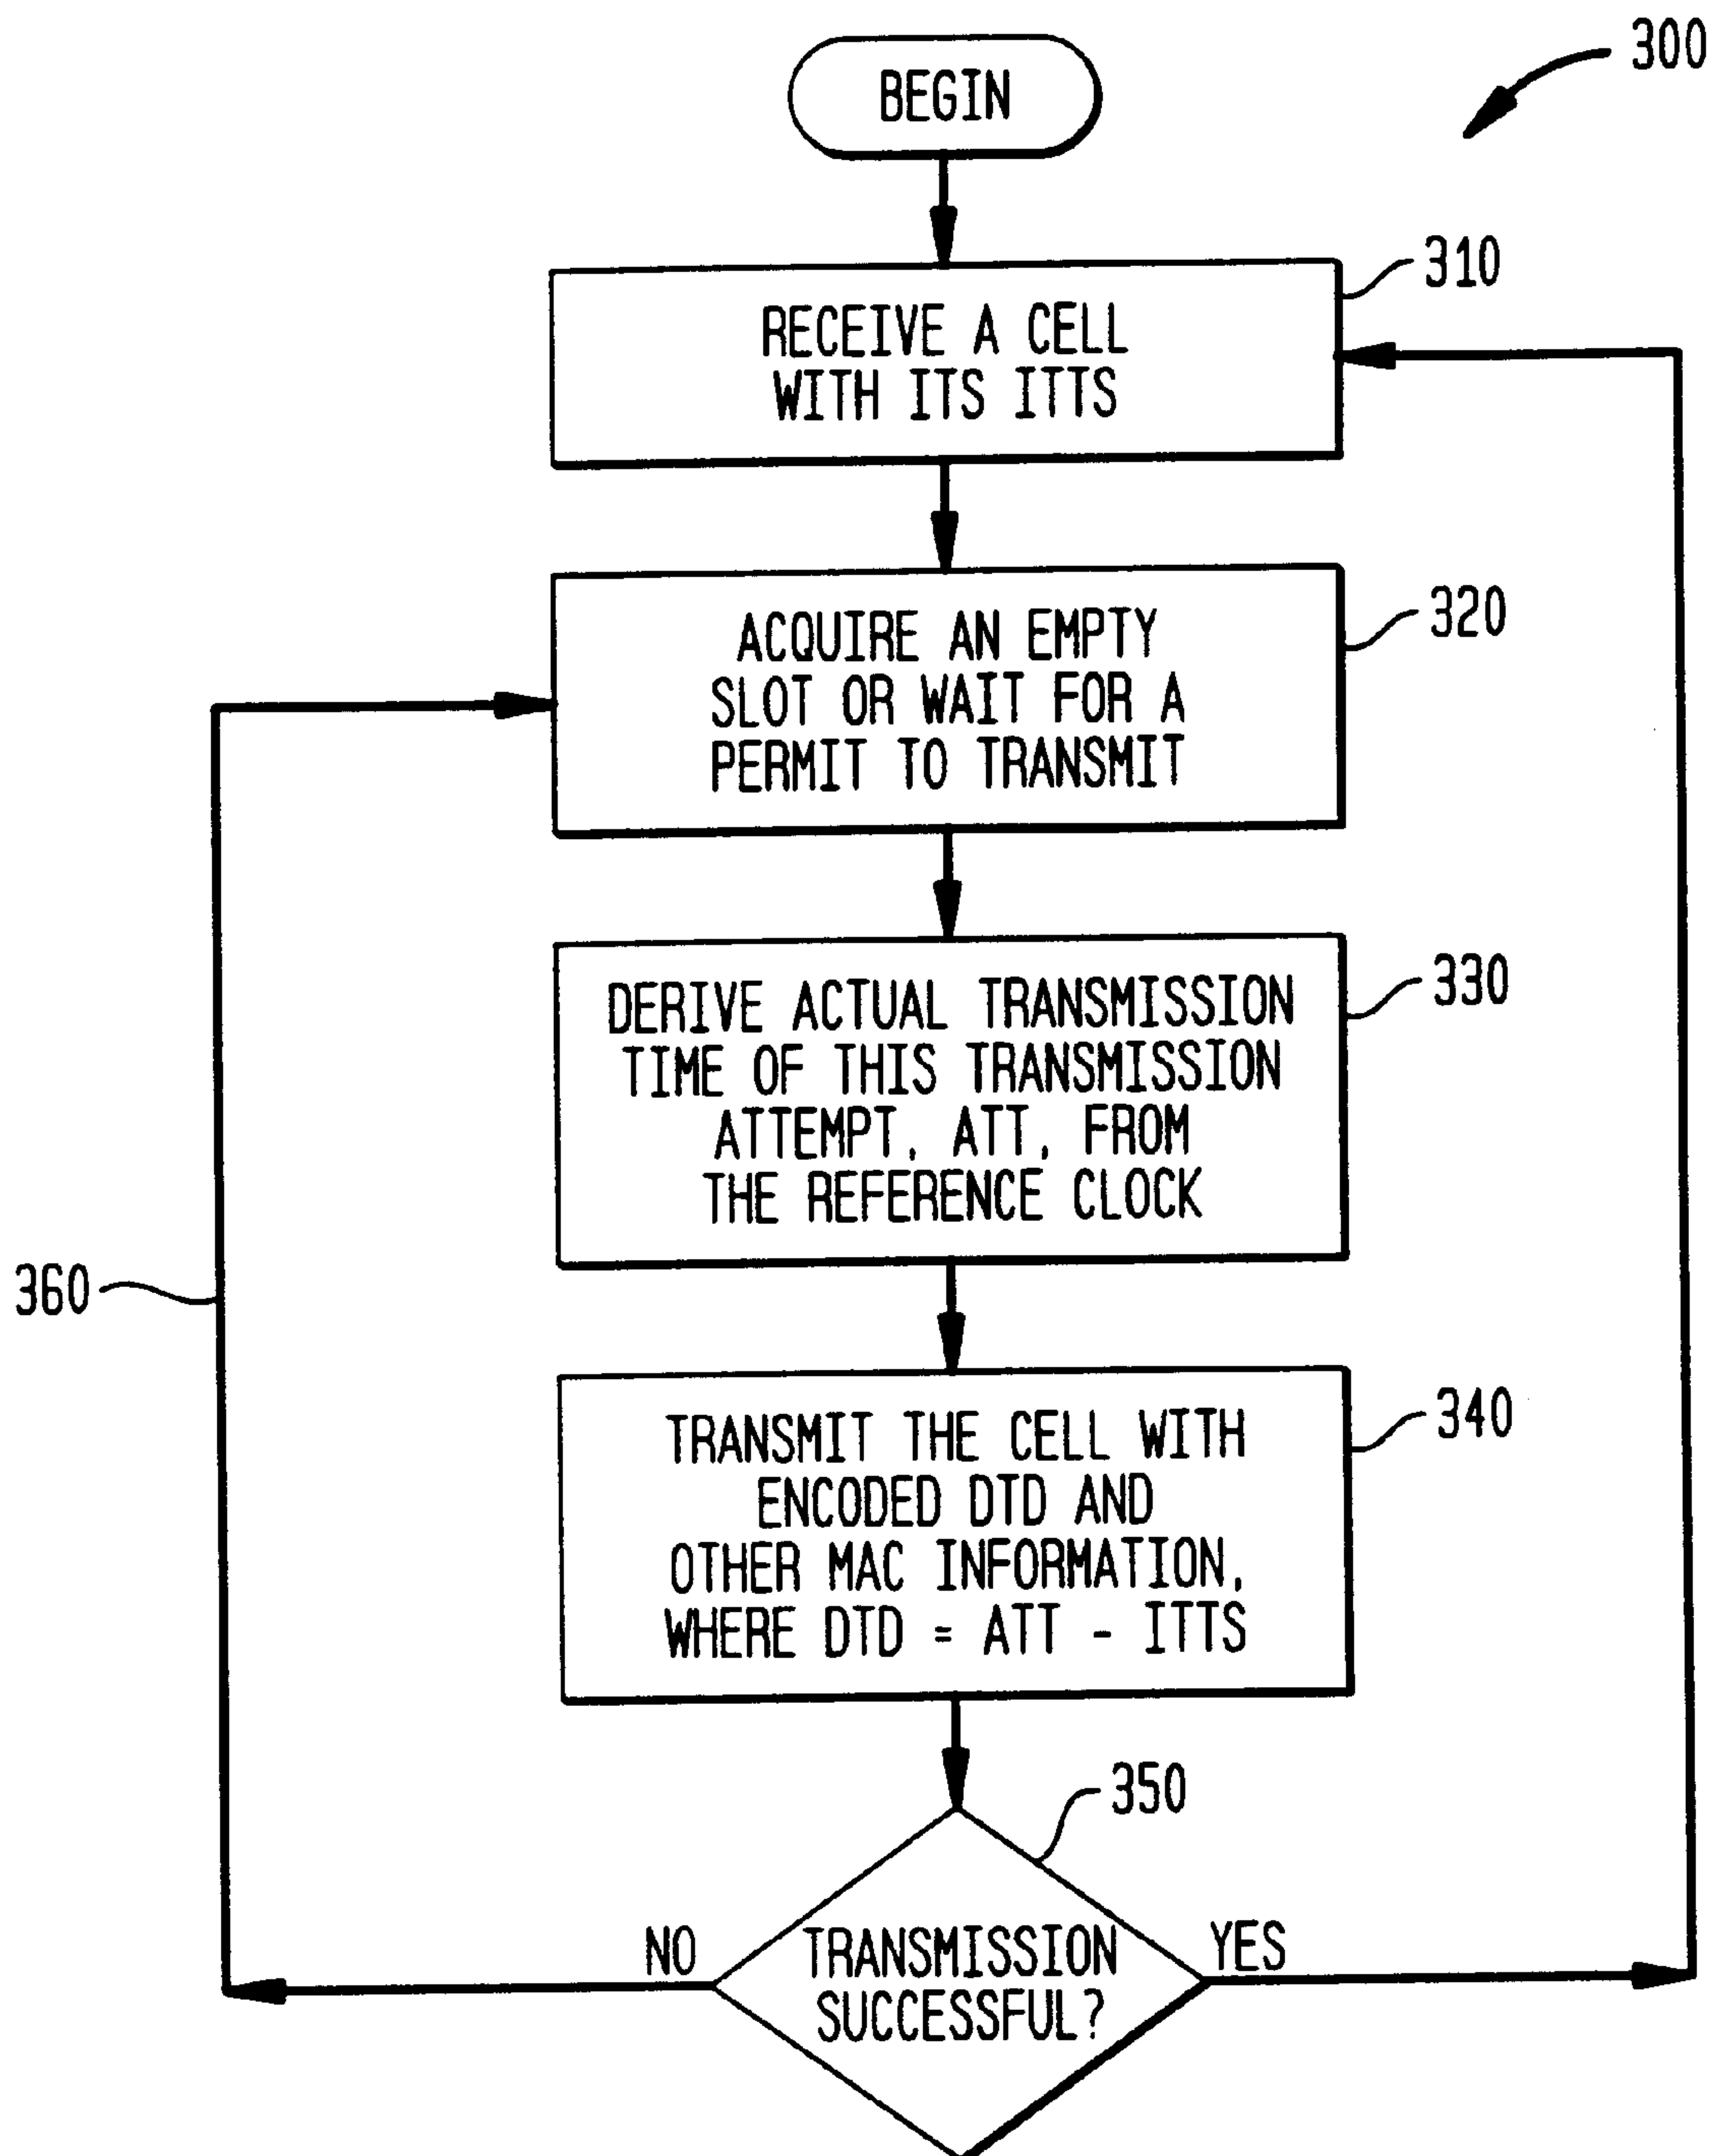 300
BEGIN
310
RECEIVE A CELL
WITH ITS ITTS
320
ACQUIRE AN EMPTY
SLOT OR WAIT FOR A
PERMIT TO TRANSMIT
330
DERIVE ACTUAL TRANSMISSION
TIME OF THIS TRANSMISSION
ATTEMPT, ATT, FROM
THE REFERENCE CLOCK
360
340
TRANSMIT THE CELL WITH
ENCODED DTD AND
OTHER MAC INFORMATION,
WHERE DTD = ATT - ITTS
350
NO
YES
TRANSMISSION
SUCCESSFUL?